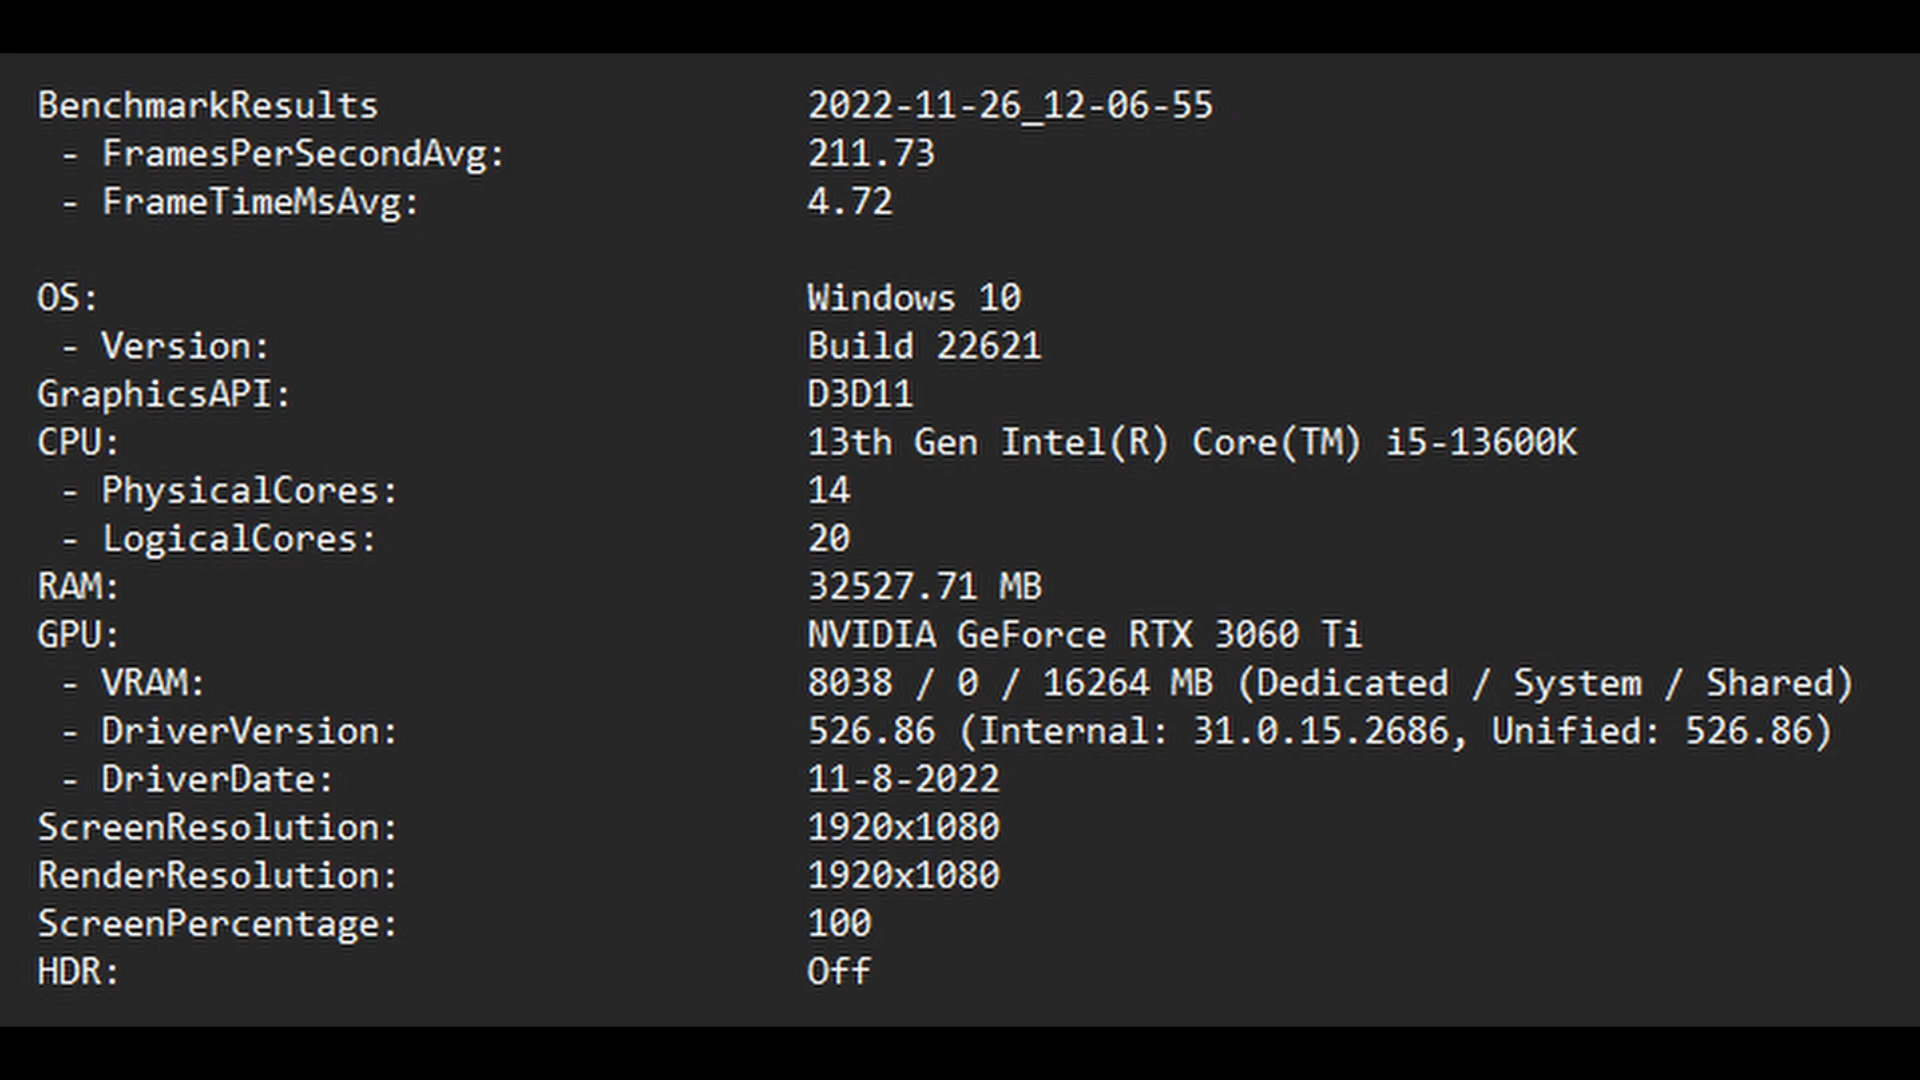 BenchmarkResults 2022-11-26_12-06-55
- FramesPerSecondAvg: 211.73
- FrameTimeMsAvg: 4.72
OS: Windows 10
- Version: Build 22621
GraphicsAPI: D3D11
CPU: 13th Gen Intel(R) Core(TM) i5-13600K
- PhysicalCores: 14
- LogicalCores: 20
RAM: 32527.71 MB
GPU: NVIDIA GeForce RTX 3060 Ti
- VRAM: 8038 / 0 / 16264 MB (Dedicated / System / Shared)
- DriverVersion: 526.86 (Internal: 31.0.15.2686, Unified: 526.86)
- DriverDate: 11-8-2022
ScreenResolution: 1920x1080
RenderResolution: 1920x1080
ScreenPercentage: 100
HDR: Off